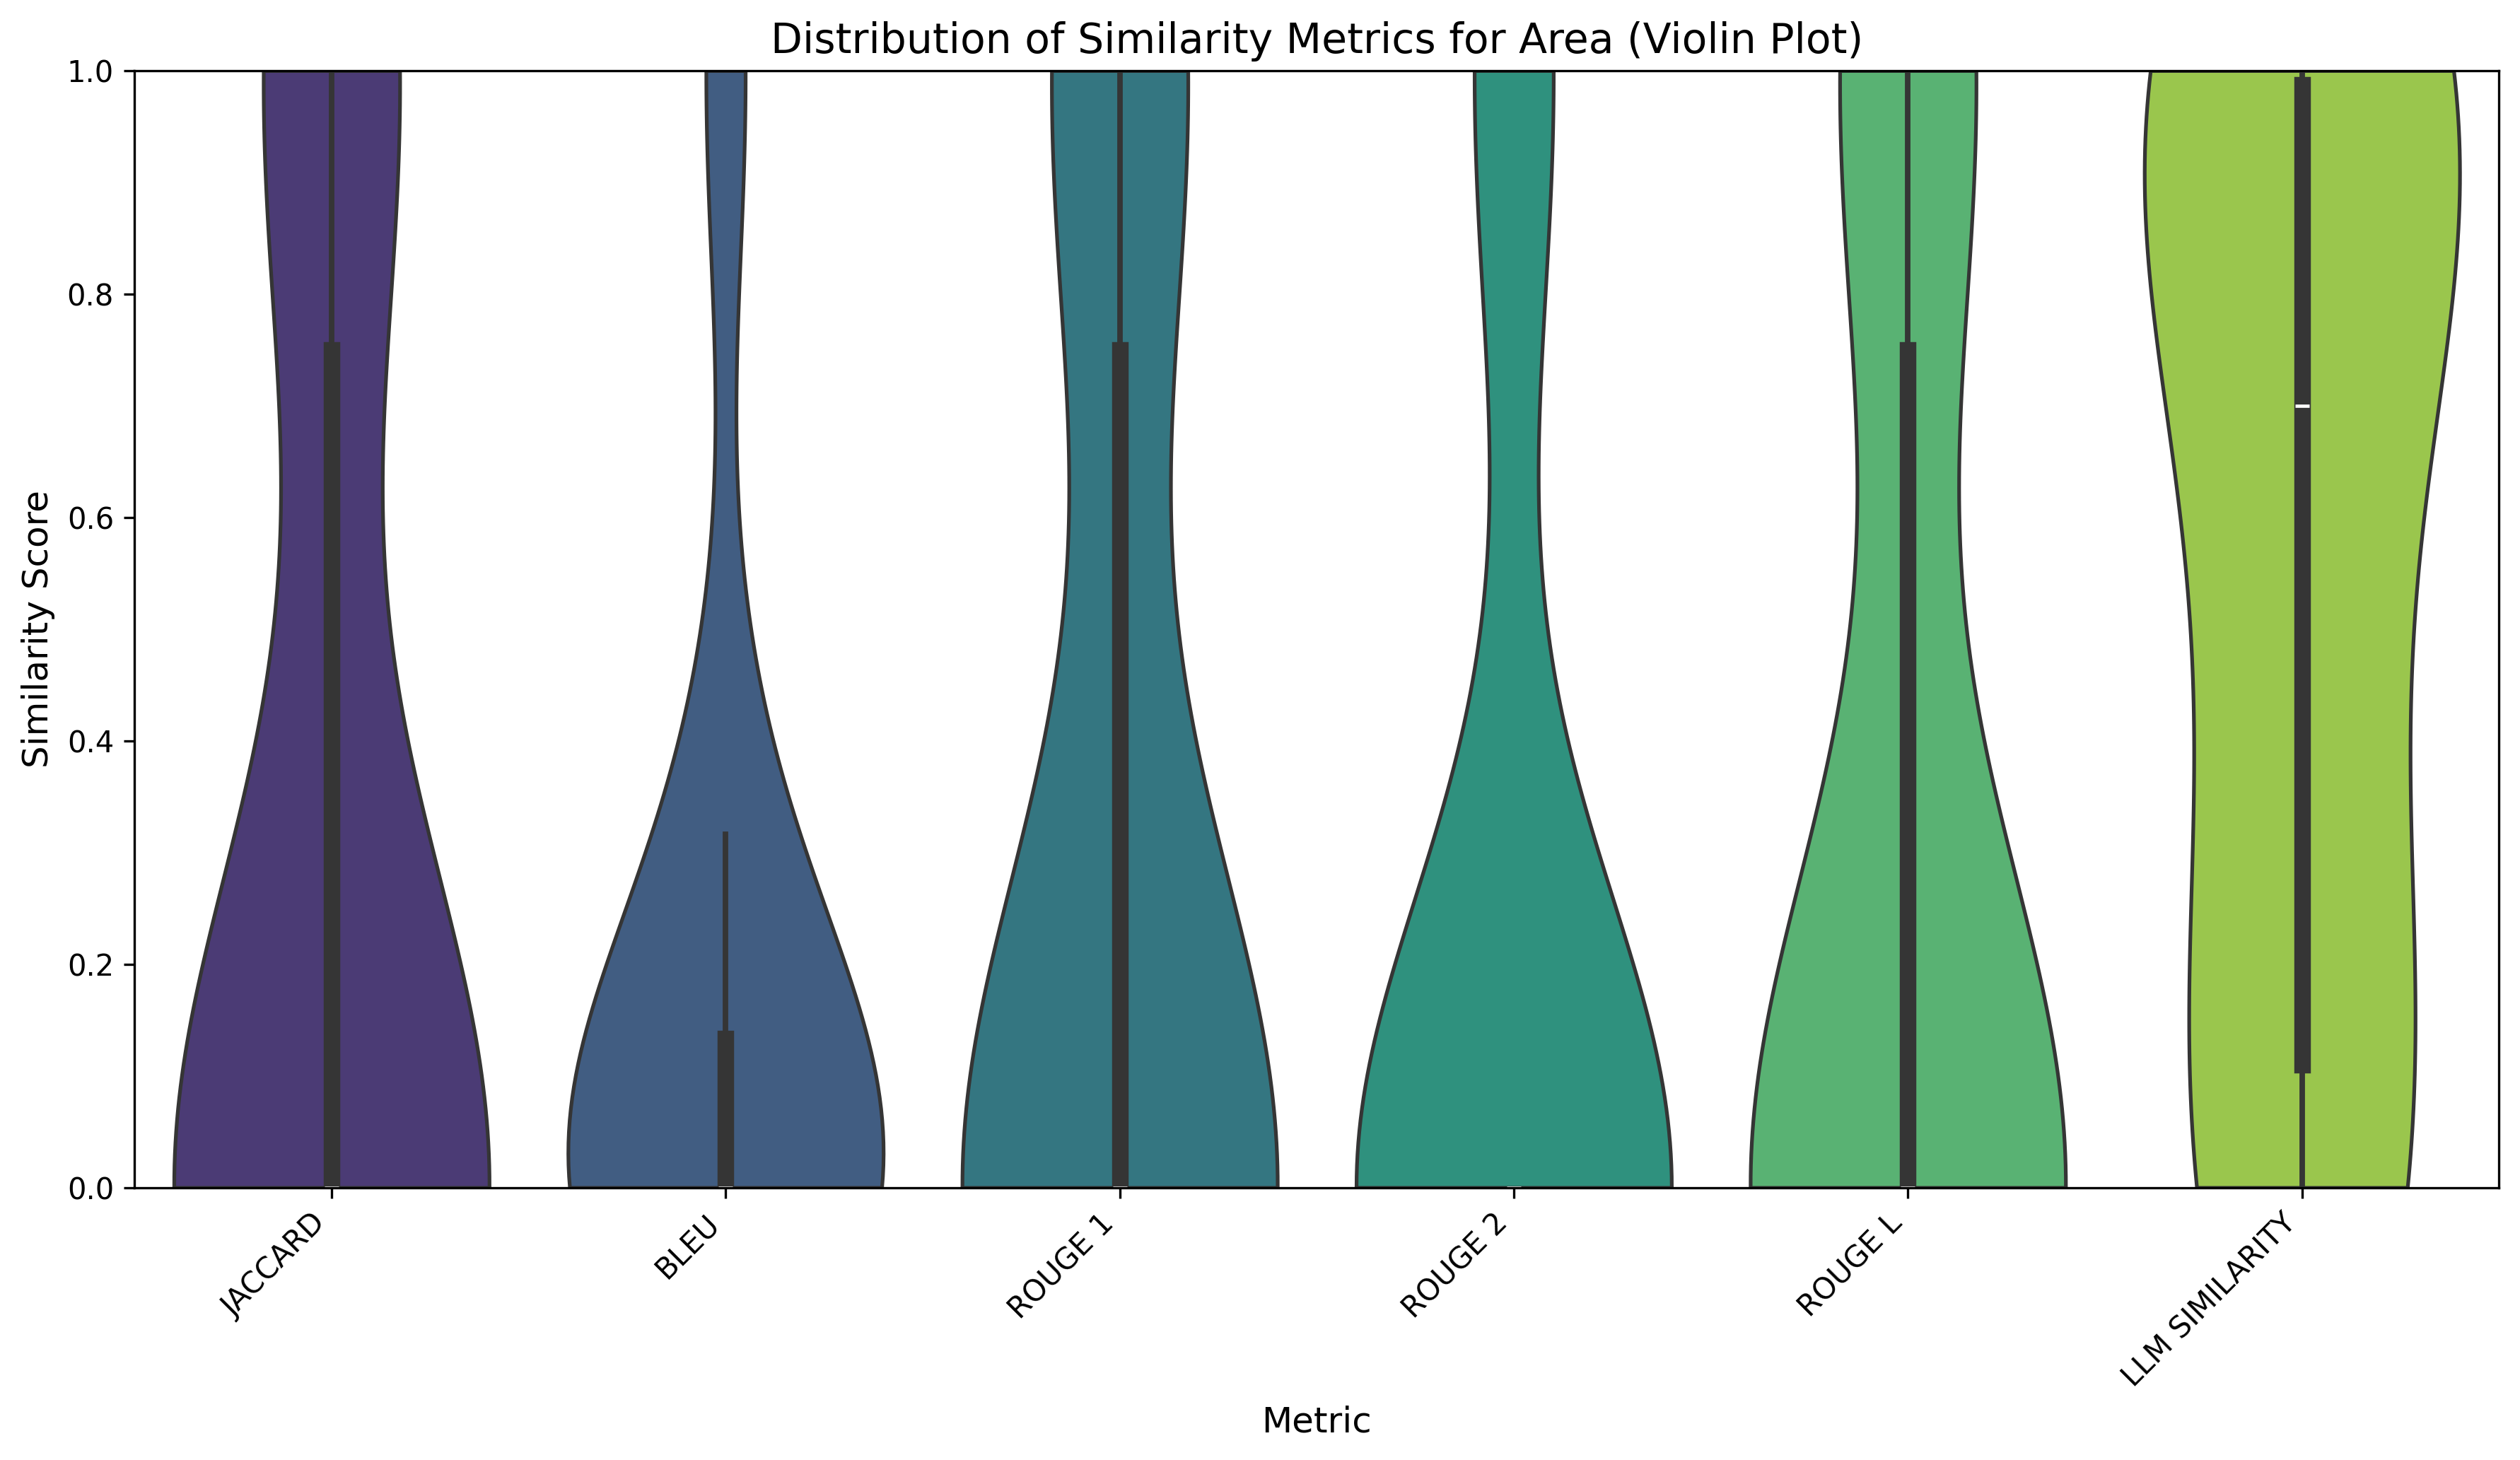 Distribution of Similarity Metrics for Area (Violin Plot)
Similarity Score
1.0
0.8
0.6
0.4
0.2
0.0
JACCARD
BLEU
ROUGE 1
ROUGE 2
ROUGE L
LLM SIMILARITY
Metric